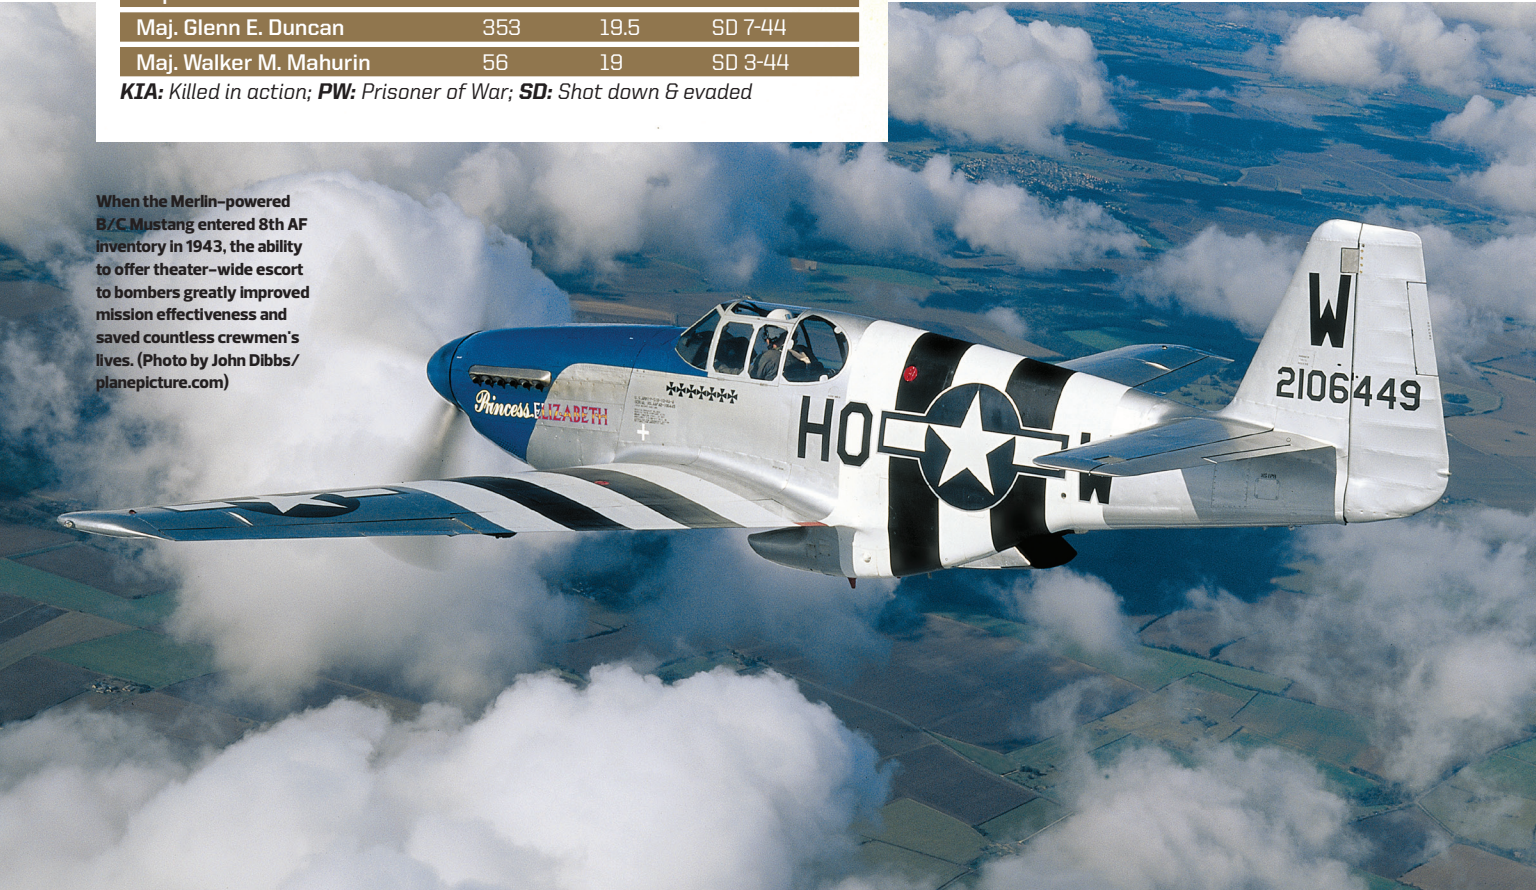 Maj. Glenn E. Duncan 353 19.5 SD 7-44
Maj. Walker M. Mahurin 56 19 SD 3-44
KIA: Killed in action; PW: Prisoner of War; SD: Shot down & evaded
When the Merlin–powered
B/C Mustang entered 8th AF
inventory in 1943, the ability
to offer theater–wide escort
to bombers greatly improved
mission effectiveness and
saved countless crewmen's
lives. (Photo by John Dibbs/
planepicture.com)
W
2106449
Princess ELIZABETH
HO W